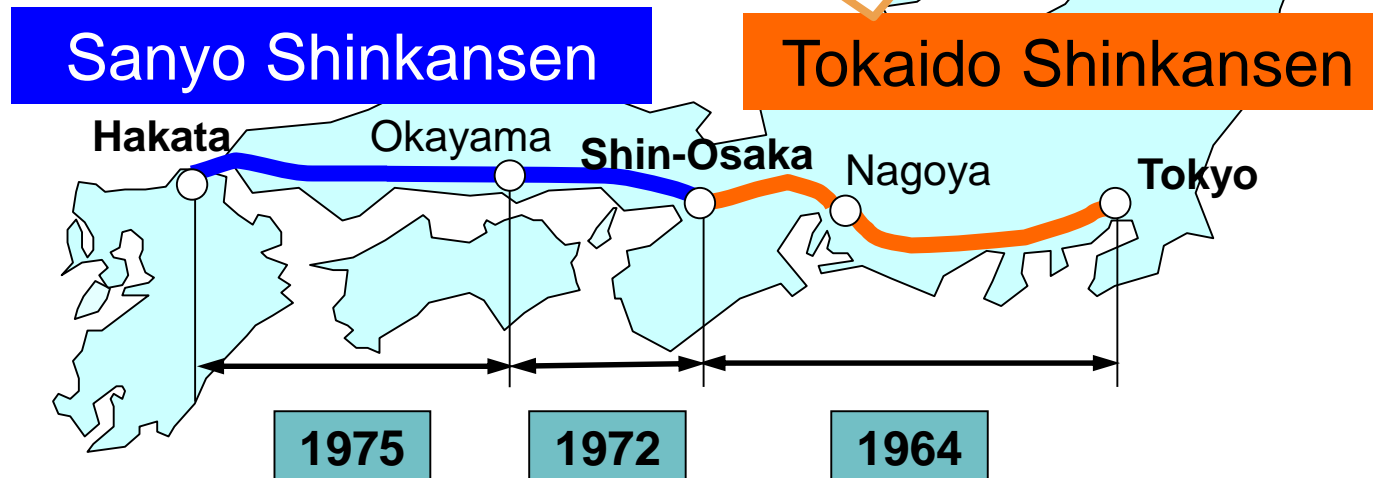 Sanyo Shinkansen
Tokaido Shinkansen
Hakata
Okayama
Shin-Osaka
Nagoya
Tokyo
1975
1972
1964